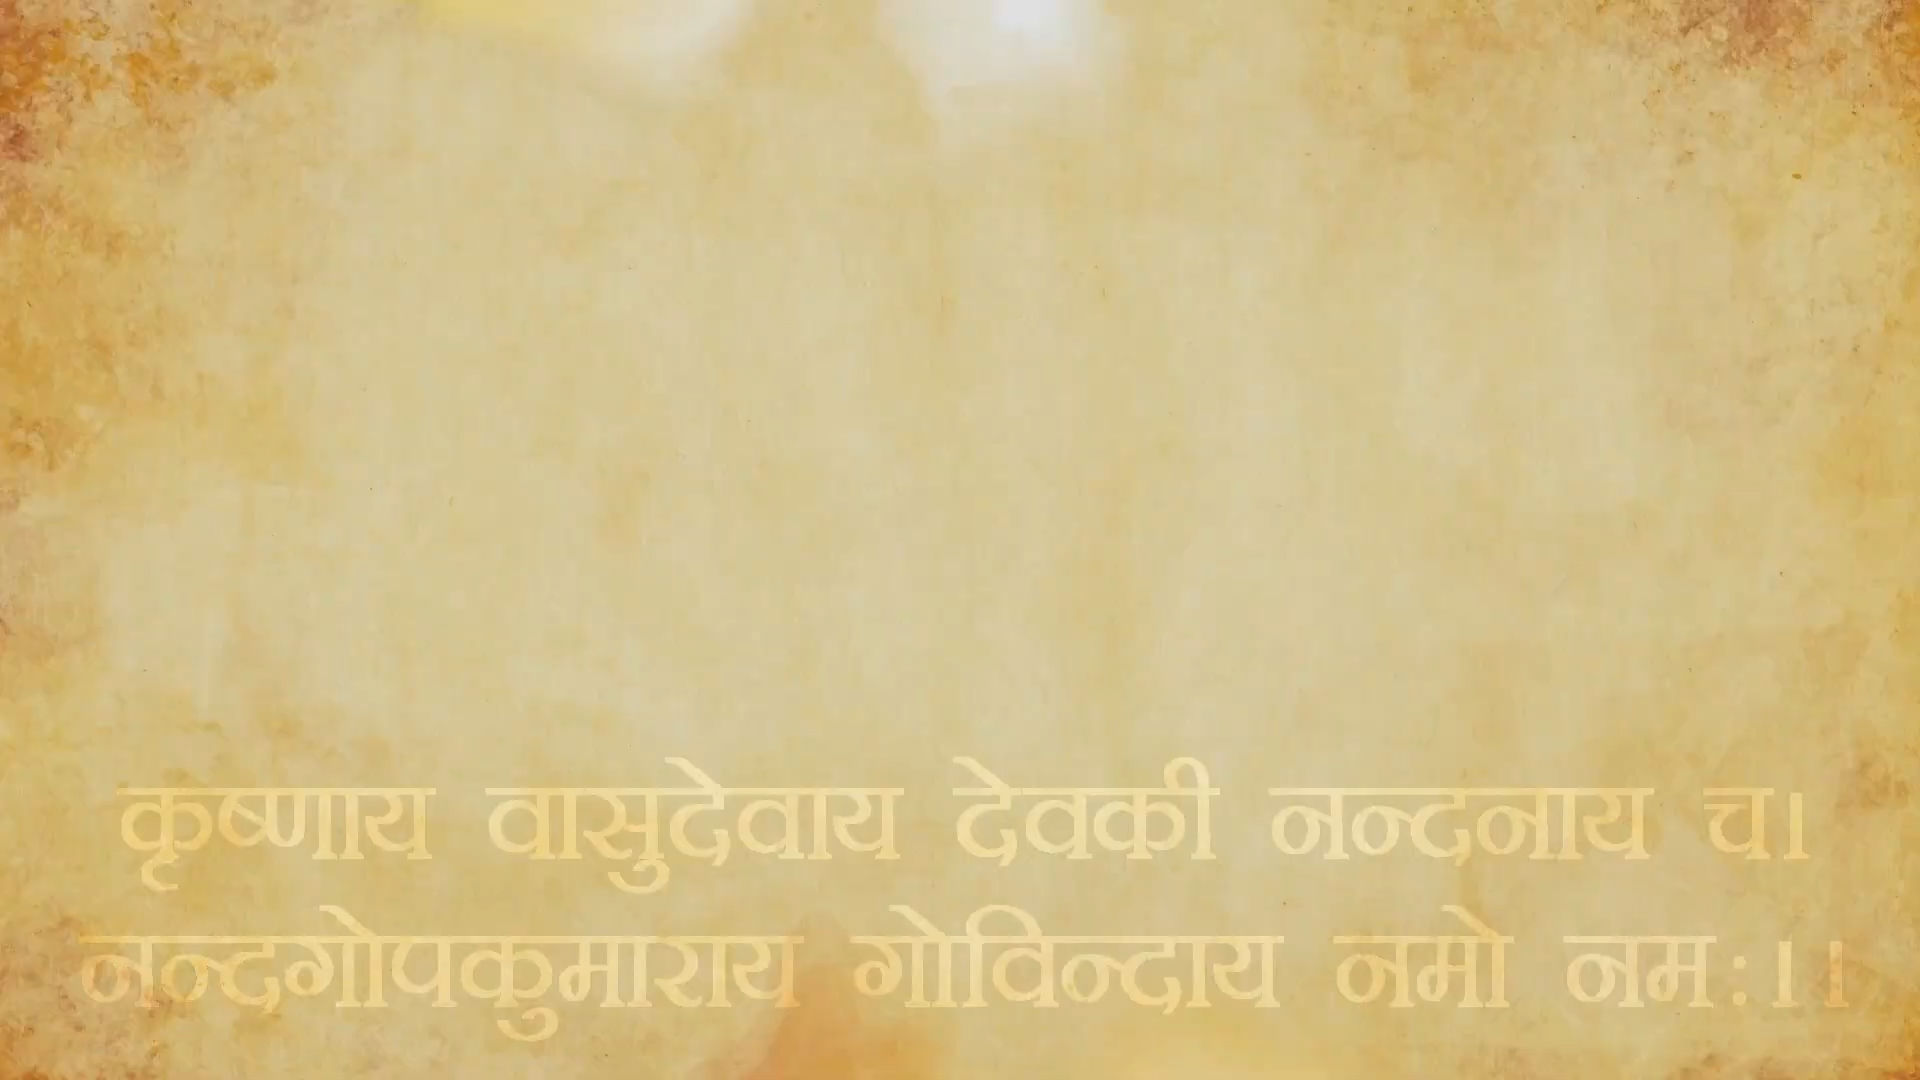 कृष्णाय वासुदेवाय देवकी नन्दनाय च।
नन्दगोपकुमाराय गोविन्दाय नमो नमः।।